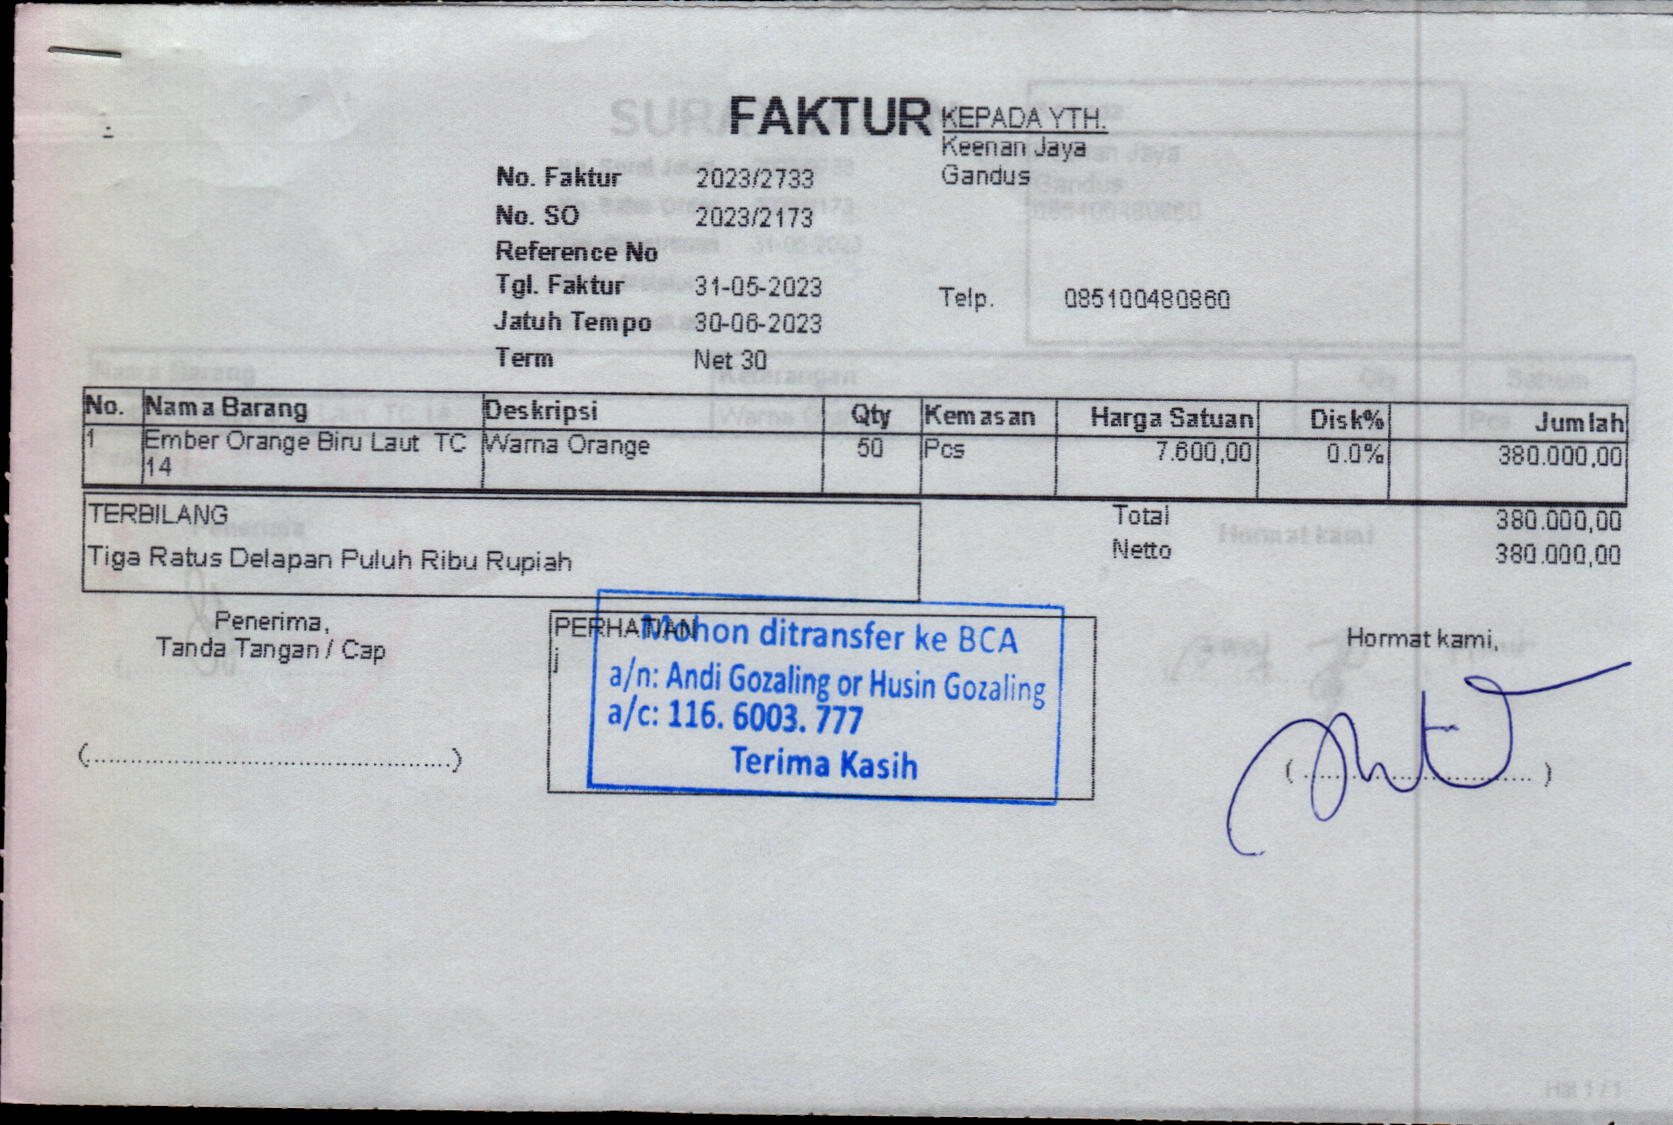 FAKTUR
KEPADA YTH.
Keenan Jaya
Gandus
No. Faktur 2023/2733
No. SO 2023/2173
Reference No
Tgl. Faktur 31-05-2023
Jatuh Tempo 30-06-2023
Term Net 30
Telp. 085100480860
No. Nama Barang Deskripsi Qty Kemasan Harga Satuan Disk% Jumlah
1 Ember Orange Biru Laut TC Warna Orange 50 Pcs 7.600,00 0.0% 380.000,00
14
TERBILANG
Tiga Ratus Delapan Puluh Ribu Rupiah
Total 380.000,00
Netto 380.000,00
Penerima,
Tanda Tangan / Cap
(..............................................)
PERHATIAN
j
Mohon ditransfer ke BCA
a/n: Andi Gozaling or Husin Gozaling
a/c: 116. 6003. 777
Terima Kasih
Hormat kami,
(..............................)
Hal 1 / 1